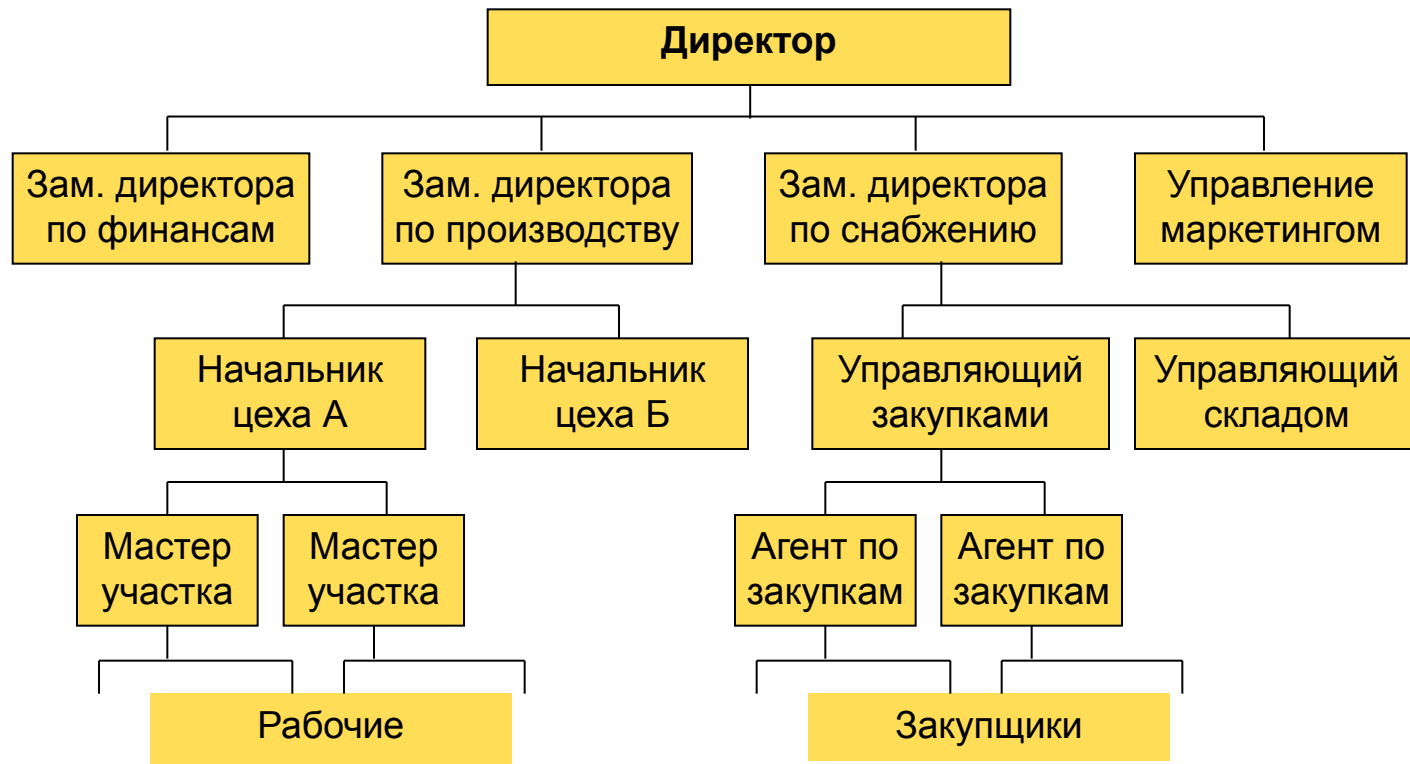 Директор
Зам. директора
по финансам
Зам. директора
по производству
Зам. директора
по снабжению
Управление
маркетингом
Начальник
цеха А
Начальник
цеха Б
Управляющий
закупками
Управляющий
складом
Мастер
участка
Мастер
участка
Агент по
закупкам
Агент по
закупкам
Рабочие
Закупщики